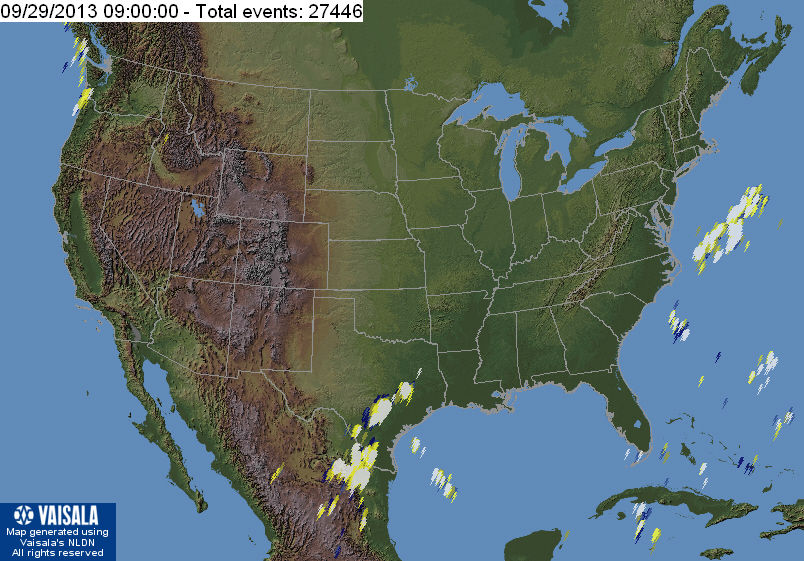 09/29/2013 09:00:00 - Total events: 27446
VAISALA
Map generated using
Vaisala's NLDN
All rights reserved